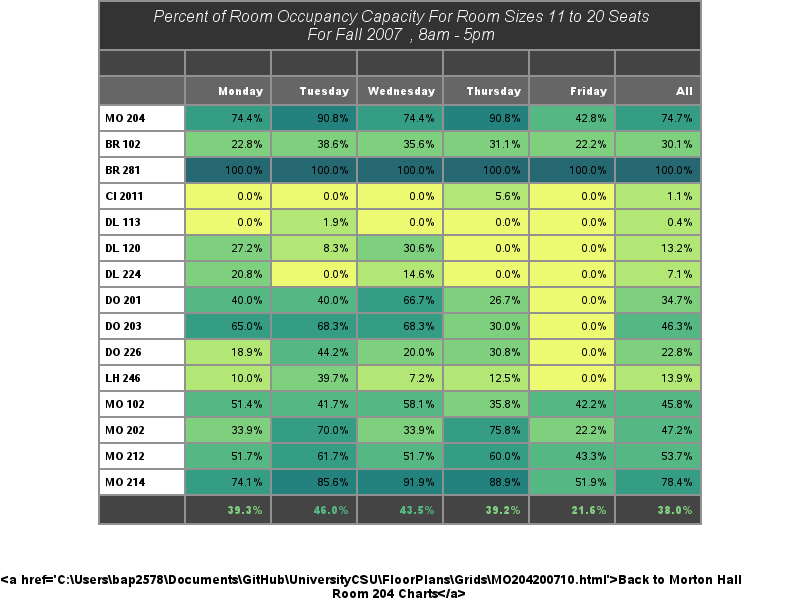 Percent of Room Occupancy Capacity For Room Sizes 11 to 20 Seats
For Fall 2007 , 8am - 5pm
Monday Tuesday Wednesday Thursday Friday All
MO 204 74.4% 90.8% 74.4% 90.8% 42.8% 74.7%
BR 102 22.8% 38.6% 35.6% 31.1% 22.2% 30.1%
BR 281 100.0% 100.0% 100.0% 100.0% 100.0% 100.0%
CI 2011 0.0% 0.0% 0.0% 5.6% 0.0% 1.1%
DL 113 0.0% 1.9% 0.0% 0.0% 0.0% 0.4%
DL 120 27.2% 8.3% 30.6% 0.0% 0.0% 13.2%
DL 224 20.8% 0.0% 14.6% 0.0% 0.0% 7.1%
DO 201 40.0% 40.0% 66.7% 26.7% 0.0% 34.7%
DO 203 65.0% 68.3% 68.3% 30.0% 0.0% 46.3%
DO 226 18.9% 44.2% 20.0% 30.8% 0.0% 22.8%
LH 246 10.0% 39.7% 7.2% 12.5% 0.0% 13.9%
MO 102 51.4% 41.7% 58.1% 35.8% 42.2% 45.8%
MO 202 33.9% 70.0% 33.9% 75.8% 22.2% 47.2%
MO 212 51.7% 61.7% 51.7% 60.0% 43.3% 53.7%
MO 214 74.1% 85.6% 91.9% 88.9% 51.9% 78.4%
39.3% 46.0% 43.5% 39.2% 21.6% 38.0%
<a href='C:\Users\bap2578\Documents\GitHub\UniversityCSU\FloorPlans\Grids\MO204200710.html'>Back to Morton Hall
Room 204 Charts</a>